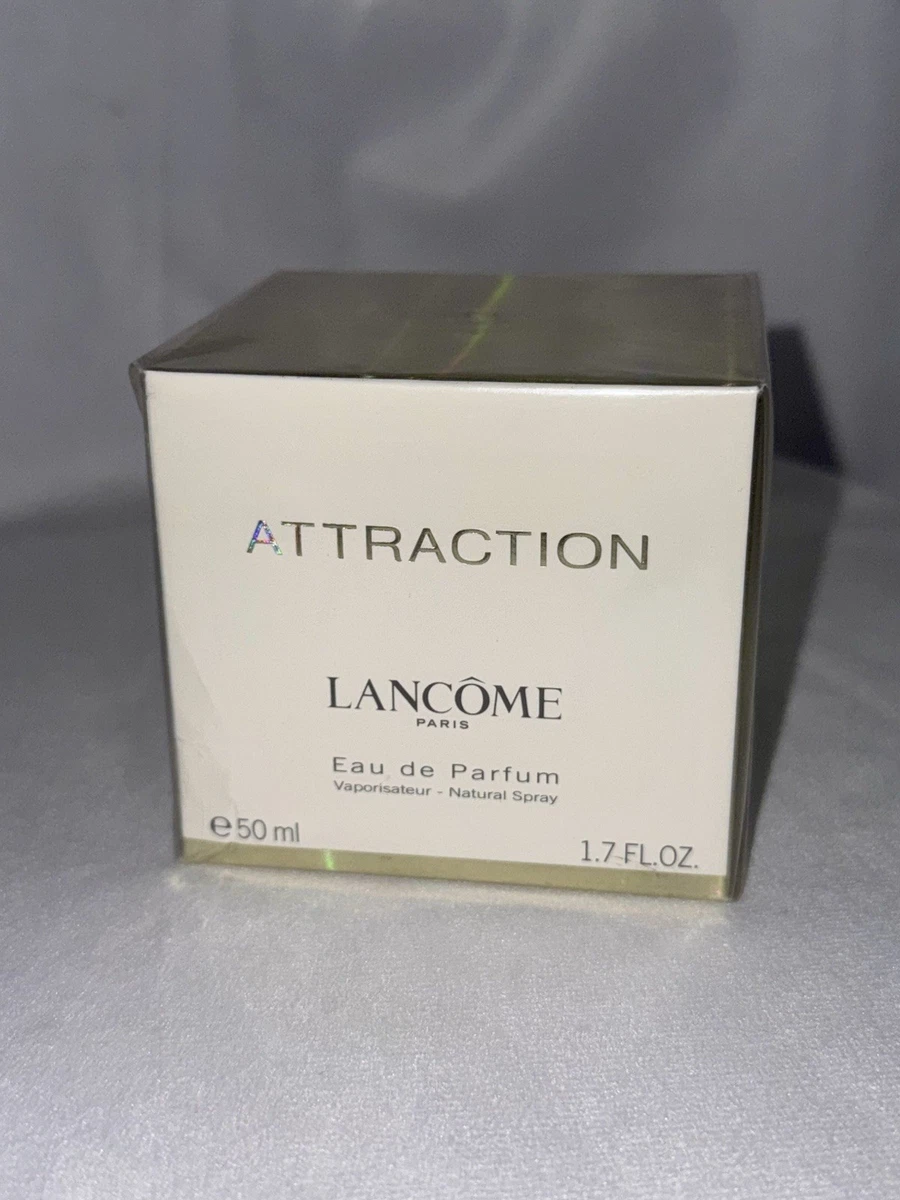 ATTRACTION
LANCÔME
PARIS
Eau de Parfum
Vaporisateur - Natural Spray
℮50 ml
1.7 FL.OZ.